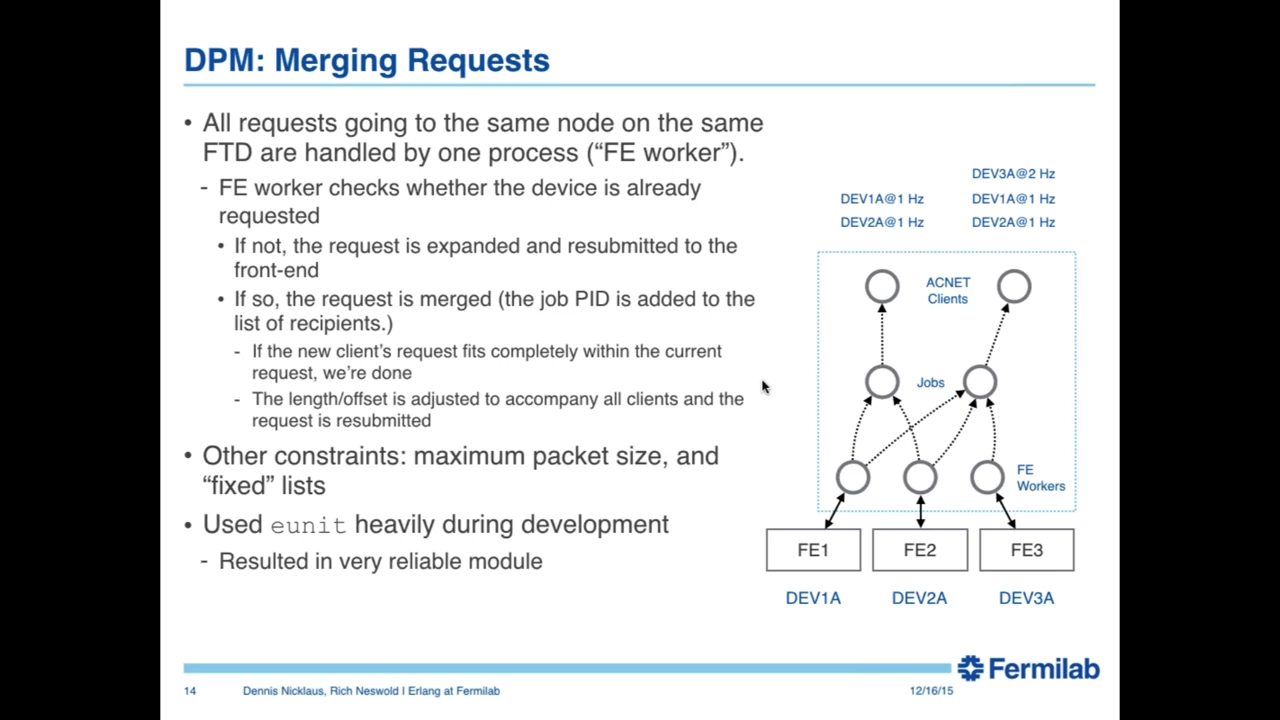 DPM: Merging Requests
• All requests going to the same node on the same
FTD are handled by one process (“FE worker”).
- FE worker checks whether the device is already
requested
• If not, the request is expanded and resubmitted to the
front-end
• If so, the request is merged (the job PID is added to the
list of recipients.)
- If the new client’s request fits completely within the current
request, we’re done
- The length/offset is adjusted to accompany all clients and the
request is resubmitted
• Other constraints: maximum packet size, and
“fixed” lists
• Used eunit heavily during development
- Resulted in very reliable module
DEV3A@2 Hz
DEV1A@1 Hz DEV1A@1 Hz
DEV2A@1 Hz DEV2A@1 Hz
ACNET
Clients
Jobs
FE
Workers
FE1 FE2 FE3
DEV1A DEV2A DEV3A
Fermilab
14 Dennis Nicklaus, Rich Neswold | Erlang at Fermilab 12/16/15